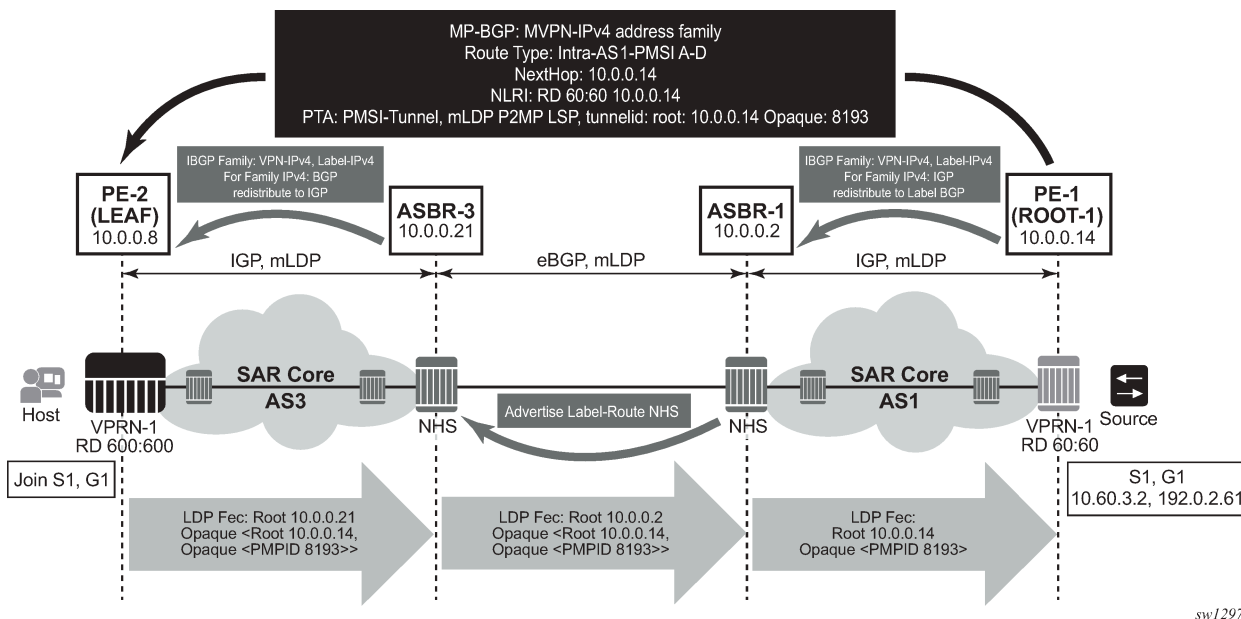 MP-BGP: MVPN-IPv4 address family
Route Type: Intra-AS1-PMSI A-D
NextHop: 10.0.0.14
NLRI: RD 60:60 10.0.0.14
PTA: PMSI-Tunnel, mLDP P2MP LSP, tunnelid: root: 10.0.0.14 Opaque: 8193
IBGP Family: VPN-IPv4, Label-IPv4
For Family IPv4: BGP
redistribute to IGP
IBGP Family: VPN-IPv4, Label-IPv4
For Family IPv4: IGP
redistribute to Label BGP
PE-2
(LEAF)
10.0.0.8
ASBR-3
10.0.0.21
ASBR-1
10.0.0.2
PE-1
(ROOT-1)
10.0.0.14
IGP, mLDP
eBGP, mLDP
IGP, mLDP
Host
VPRN-1
RD 600:600
SAR Core
AS3
NHS
Advertise Label-Route NHS
NHS
SAR Core
AS1
VPRN-1
RD 60:60
Source
Join S1, G1
S1, G1
10.60.3.2, 192.0.2.61
LDP Fec: Root 10.0.0.21
Opaque <Root 10.0.0.14,
Opaque <PMPID 8193>>
LDP Fec: Root 10.0.0.2
Opaque <Root 10.0.0.14,
Opaque <PMPID 8193>>
LDP Fec:
Root 10.0.0.14
Opaque <PMPID 8193>
sw1297